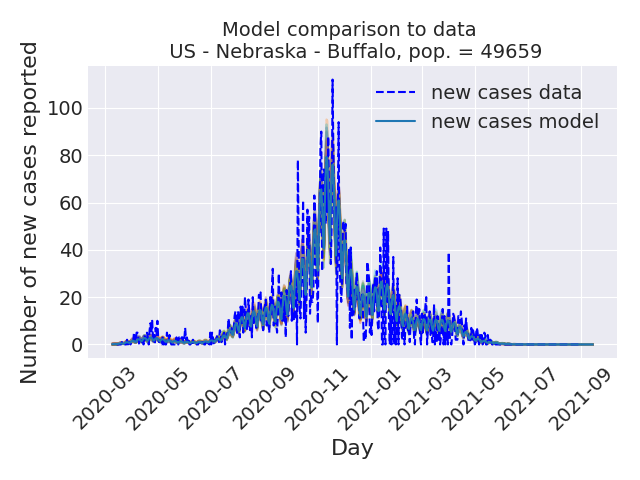 Model comparison to data
US - Nebraska - Buffalo, pop. = 49659
Number of new cases reported
100
80
60
40
20
0
new cases data
new cases model
2020-03
2020-05
2020-07
2020-09
2020-11
2021-01
2021-03
2021-05
2021-07
2021-09
Day